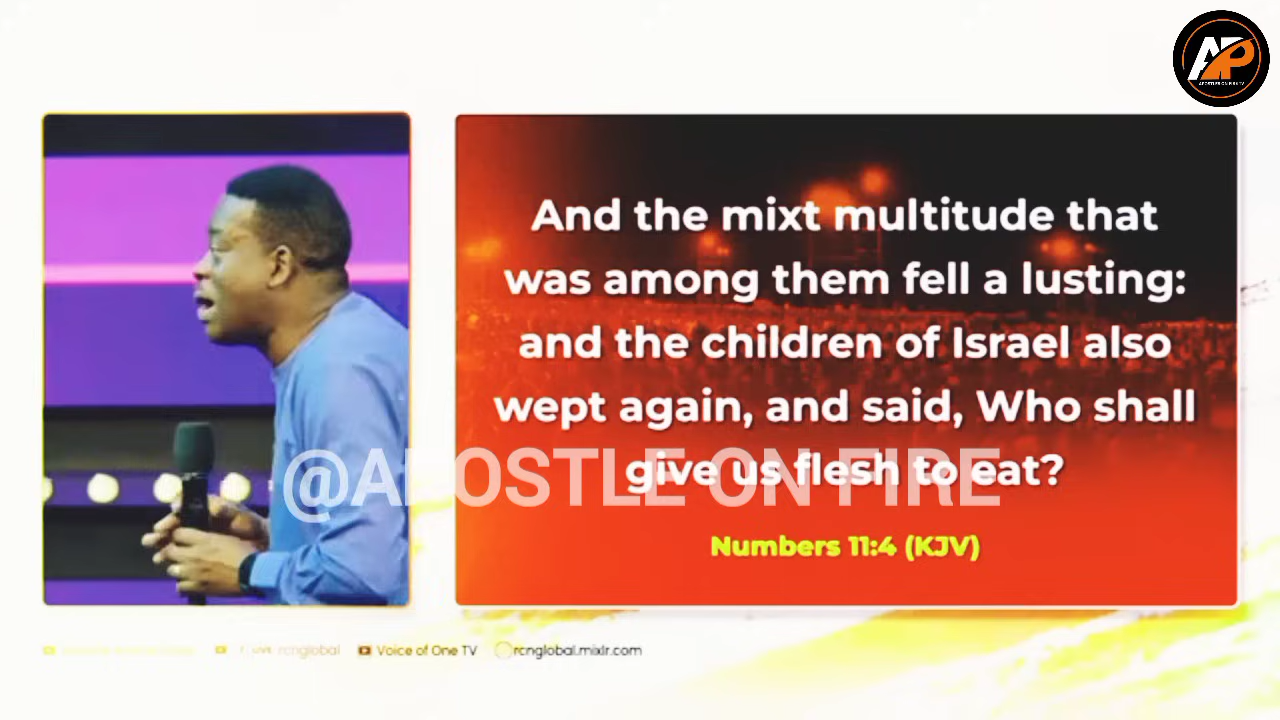 AP
And the mixt multitude that
was among them fell a lusting:
and the children of Israel also
wept again, and said, Who shall
give us flesh to eat?
@APOSTLE ON FIRE
Numbers 11:4 (KJV)
rcnglobal Voice of One TV rcnglobal.mixlr.com